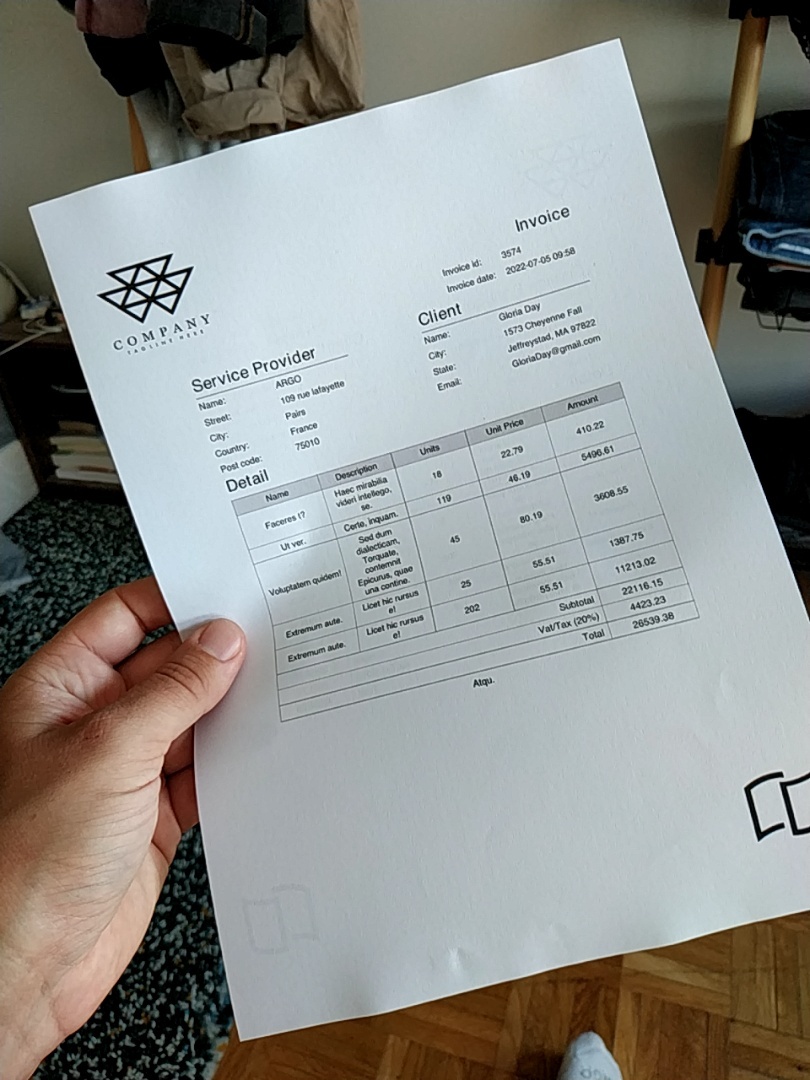 COMPANY
TAGLINE HERE
Invoice
Invoice id: 3574
Invoice date: 2022-07-05 09:58
Service Provider
Name: ARGO
Street: 109 rue lafayette
City: Pairs
Country: France
Post code: 75010
Client
Name: Gloria Day
City: 1573 Cheyenne Fall
State: Jeffreystad, MA 97822
Email: GloriaDay@gmail.com
Detail
Name Description Units Unit Price Amount
Faceres !? Haec mirabilia videri intellego, se. 18 22.79 410.22
Ut ver. Certe, inquam. 119 46.19 5496.61
Voluptatem quidem! Sed dum dialecticam, Torquate, contemnit Epicurus, quae una contine. 45 80.19 3608.55
Extremum aute. Licet hic rursus e! 25 55.51 1387.75
Extremum aute. Licet hic rursus e! 202 55.51 11213.02
Subtotal 22116.15
Vat/Tax (20%) 4423.23
Total 26539.38
Atqu.